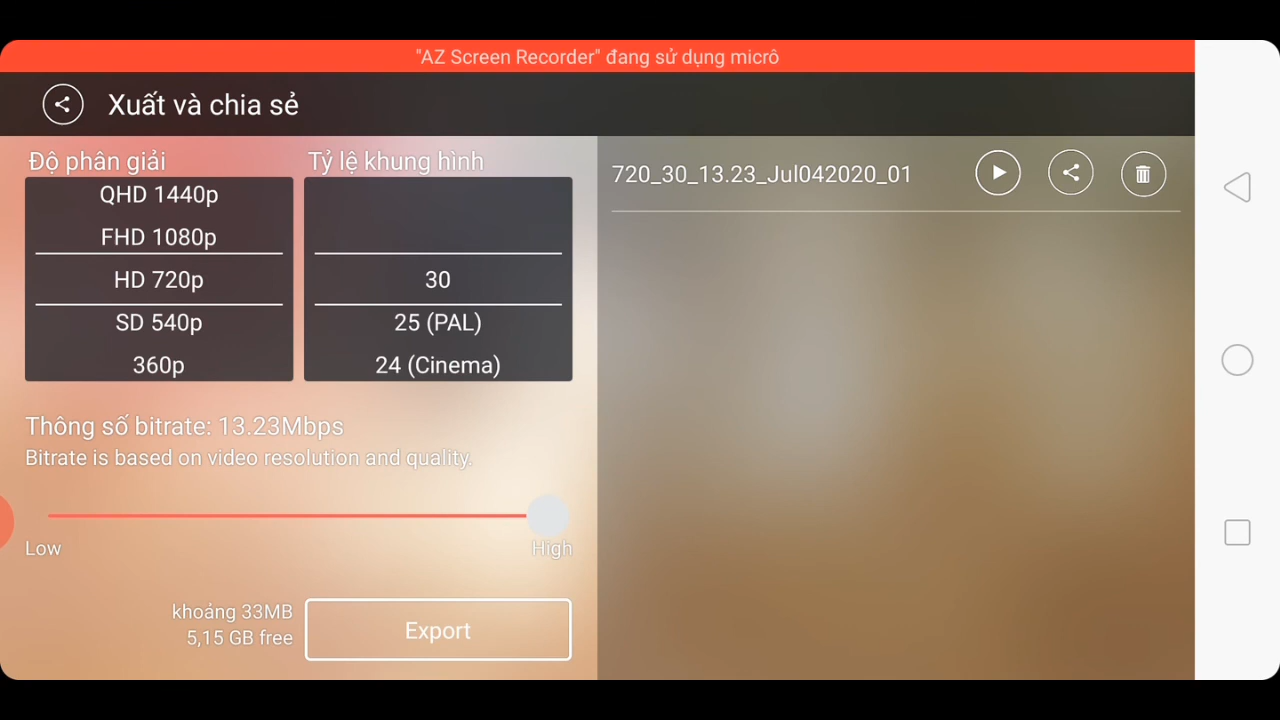 "AZ Screen Recorder" đang sử dụng micrô
Xuất và chia sẻ
Độ phân giải
QHD 1440p
FHD 1080p
HD 720p
SD 540p
360p
Tỷ lệ khung hình
30
25 (PAL)
24 (Cinema)
Thông số bitrate: 13.23Mbps
Bitrate is based on video resolution and quality.
Low
High
khoảng 33MB
5,15 GB free
Export
720_30_13.23_Jul042020_01